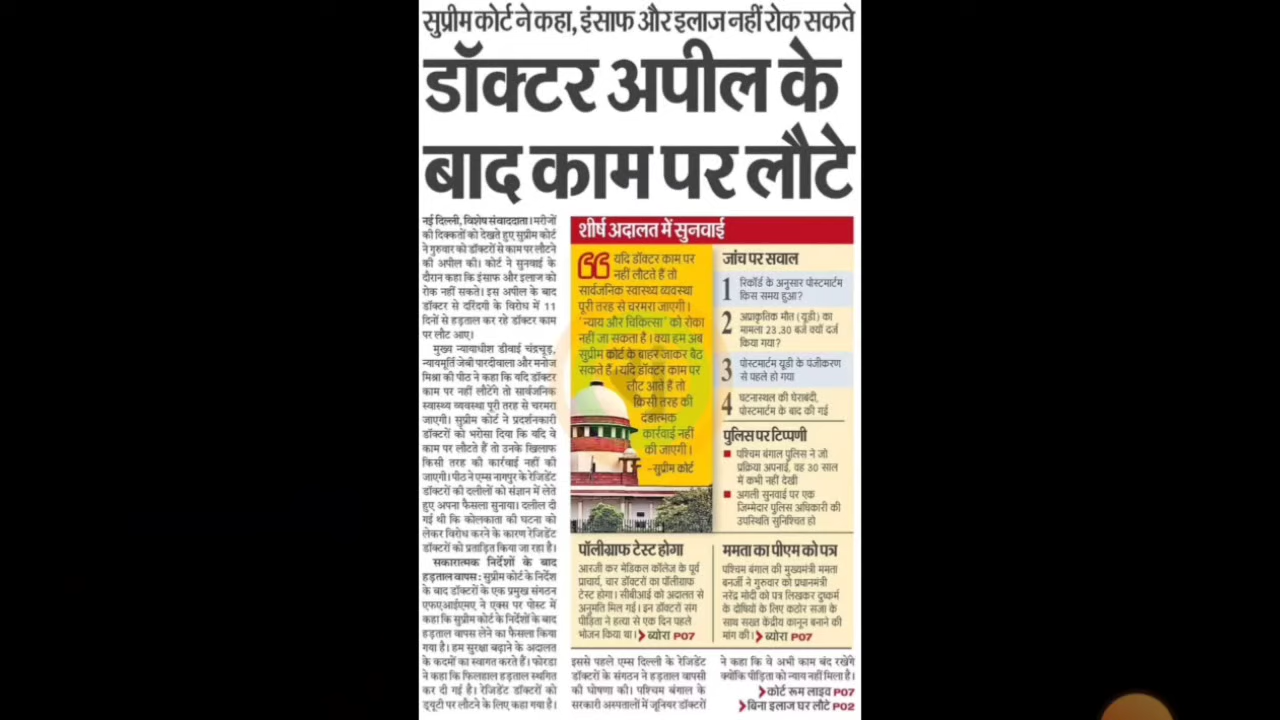 सुप्रीम कोर्ट ने कहा, इंसाफ और इलाज नहीं रोक सकते
डॉक्टर अपील के
बाद काम पर लौटे
नई दिल्ली, विशेष संवाददाता। मरीजों
की दिक्कतों को देखते हुए सुप्रीम कोर्ट
ने गुरुवार को डॉक्टरों से काम पर लौटने
की अपील की। कोर्ट ने सुनवाई के
दौरान कहा कि इंसाफ और इलाज को
रोक नहीं सकते। इस अपील के बाद
डॉक्टर से दरिंदगी के विरोध में 11
दिनों से हड़ताल कर रहे डॉक्टर काम
पर लौट आए।
मुख्य न्यायाधीश डीवाई चंद्रचूड़,
न्यायमूर्ति जेबी पारदीवाला और मनोज
मिश्रा की पीठ ने कहा कि यदि डॉक्टर
काम पर नहीं लौटेंगे तो सार्वजनिक
स्वास्थ्य व्यवस्था पूरी तरह से चरमरा
जाएगी। सुप्रीम कोर्ट ने प्रदर्शनकारी
डॉक्टरों को भरोसा दिया कि यदि वे
काम पर लौटते हैं तो उनके खिलाफ
किसी तरह की कार्रवाई नहीं की
जाएगी। पीठ ने एम्स नागपुर के रेजिडेंट
डॉक्टरों की दलीलों को संज्ञान में लेते
हुए अपना फैसला सुनाया। दलील दी
गई थी कि कोलकाता की घटना को
लेकर विरोध करने के कारण रेजिडेंट
डॉक्टरों को प्रताड़ित किया जा रहा है।
सकारात्मक निर्देशों के बाद
हड़ताल वापस : सुप्रीम कोर्ट के निर्देश
के बाद डॉक्टरों के एक प्रमुख संगठन
एफएआईएमए ने एक्स पर पोस्ट में
कहा कि सुप्रीम कोर्ट के निर्देशों के बाद
हड़ताल वापस लेने का फैसला किया
गया है। हम सुरक्षा बढ़ाने के अदालत
के कदमों का स्वागत करते हैं। फोरडा
ने कहा कि फिलहाल हड़ताल स्थगित
कर दी गई है। रेजिडेंट डॉक्टरों को
ड्यूटी पर लौटने के लिए कहा गया है।
शीर्ष अदालत में सुनवाई
यदि डॉक्टर काम पर
नहीं लौटते हैं तो
सार्वजनिक स्वास्थ्य व्यवस्था
पूरी तरह से चरमरा जाएगी।
'न्याय और चिकित्सा' को रोका
नहीं जा सकता है। क्या हम अब
सुप्रीम कोर्ट के बाहर जाकर बैठ
सकते हैं। यदि डॉक्टर काम पर
लौट आते हैं तो
किसी तरह की
दंडात्मक
कार्रवाई नहीं
की जाएगी।
-सुप्रीम कोर्ट
जांच पर सवाल
1 रिकॉर्ड के अनुसार पोस्टमार्टम
किस समय हुआ?
2 अप्राकृतिक मौत (यूडी) का
मामला 23.30 बजे क्यों दर्ज
किया गया?
3 पोस्टमार्टम यूडी के पंजीकरण
से पहले हो गया
4 घटनास्थल की घेराबंदी,
पोस्टमार्टम के बाद की गई
पुलिस पर टिप्पणी
पश्चिम बंगाल पुलिस ने जो
प्रक्रिया अपनाई, वह 30 साल
में कभी नहीं देखी
अगली सुनवाई पर एक
जिम्मेदार पुलिस अधिकारी की
उपस्थिति सुनिश्चित हो
पॉलीग्राफ टेस्ट होगा
आरजी कर मेडिकल कॉलेज के पूर्व
प्राचार्य, चार डॉक्टरों का पॉलीग्राफ
टेस्ट होगा। सीबीआई को अदालत से
अनुमति मिल गई। इन डॉक्टरों संग
पीड़िता ने हत्या से एक दिन पहले
भोजन किया था। ब्योरा P07
ममता का पीएम को पत्र
पश्चिम बंगाल की मुख्यमंत्री ममता
बनर्जी ने गुरुवार को प्रधानमंत्री
नरेंद्र मोदी को पत्र लिखकर दुष्कर्म
के दोषियों के लिए कठोर सजा के
साथ सख्त केंद्रीय कानून बनाने की
मांग की। ब्योरा P07
इससे पहले एम्स दिल्ली के रेजिडेंट
डॉक्टरों के संगठन ने हड़ताल वापसी
की घोषणा की। पश्चिम बंगाल के
सरकारी अस्पतालों में जूनियर डॉक्टरों
ने कहा कि वे अभी काम बंद रखेंगे
क्योंकि पीड़िता को न्याय नहीं मिला है।
कोर्ट रूम लाइव P07
बिना इलाज घर लौटे P02